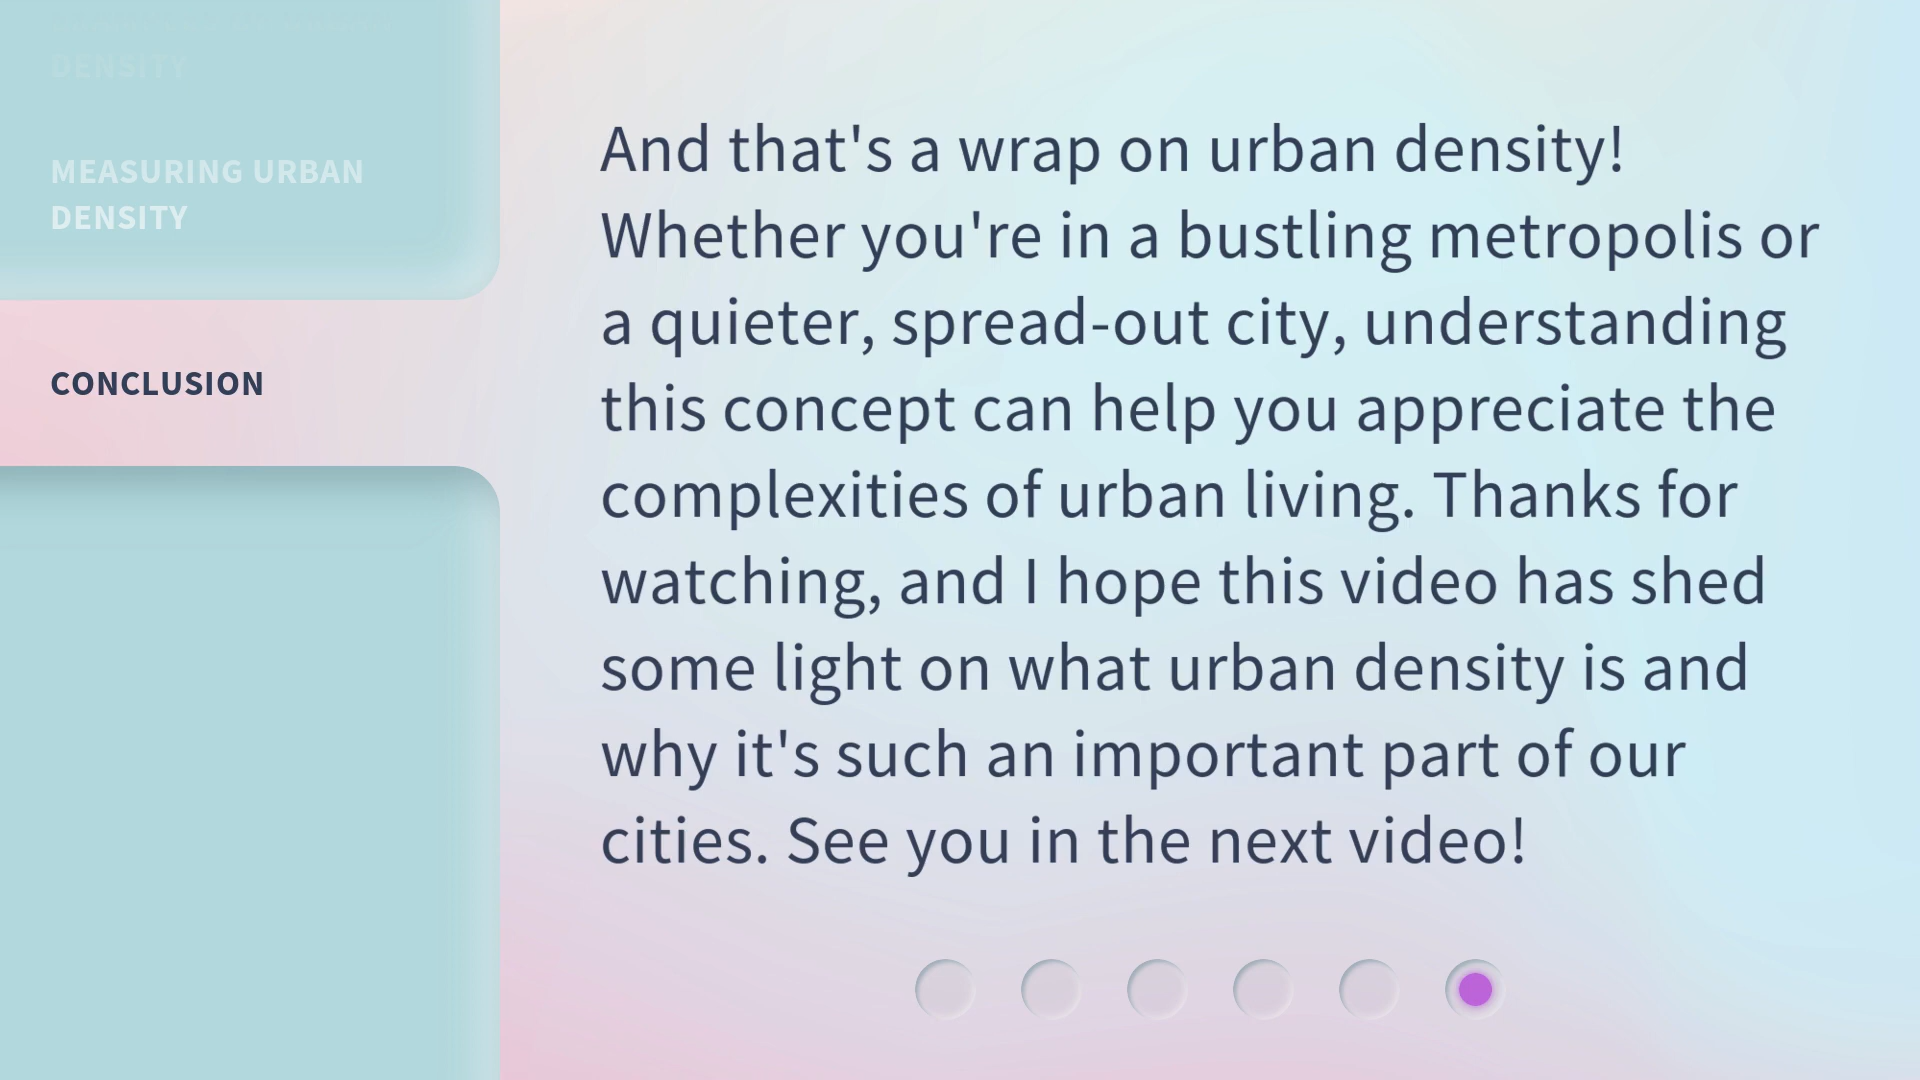 DENSITY
MEASURING URBAN
DENSITY
CONCLUSION
And that's a wrap on urban density!
Whether you're in a bustling metropolis or
a quieter, spread-out city, understanding
this concept can help you appreciate the
complexities of urban living. Thanks for
watching, and I hope this video has shed
some light on what urban density is and
why it's such an important part of our
cities. See you in the next video!